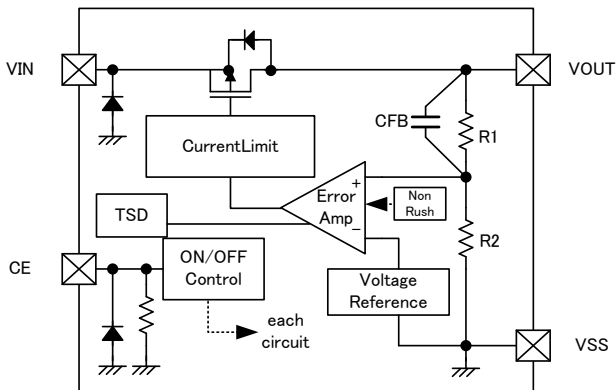 VIN
VOUT
CFB
R1
CurrentLimit
+
Error
Amp
-
Non
Rush
TSD
R2
CE
ON/OFF
Control
Voltage
Reference
each
circuit
VSS